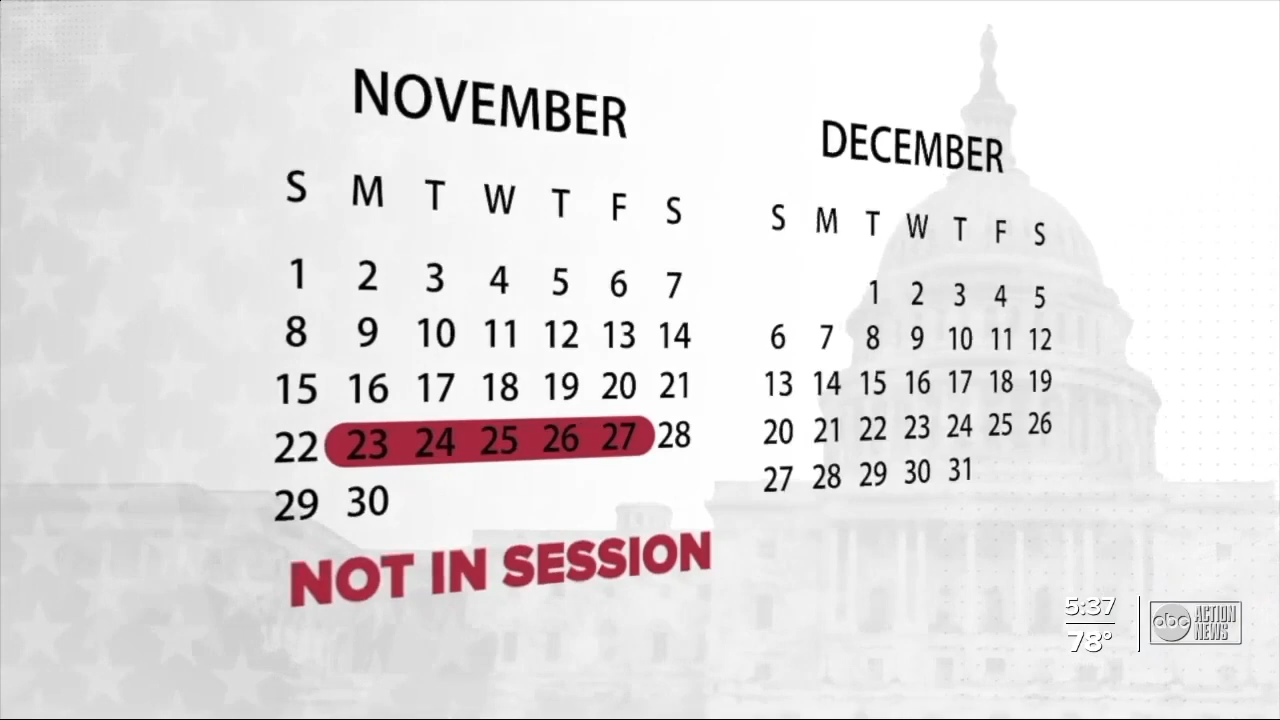 NOVEMBER
S M T W T F S
1 2 3 4 5 6 7
8 9 10 11 12 13 14
15 16 17 18 19 20 21
22 23 24 25 26 27 28
29 30
NOT IN SESSION
DECEMBER
S M T W T F S
1 2 3 4 5
6 7 8 9 10 11 12
13 14 15 16 17 18 19
20 21 22 23 24 25 26
27 28 29 30 31
5:37
78°
abc
ACTION
NEWS